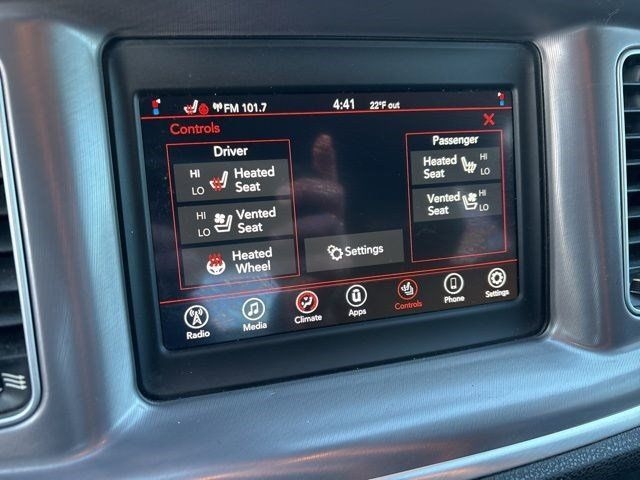 FM 101.7 4:41 22°F out
Controls X
Driver
HI
LO
Heated
Seat
HI
LO
Vented
Seat
Heated
Wheel
Settings
Passenger
Heated
Seat
HI
LO
Vented
Seat
HI
LO
Radio Media Climate Apps Controls Phone Settings